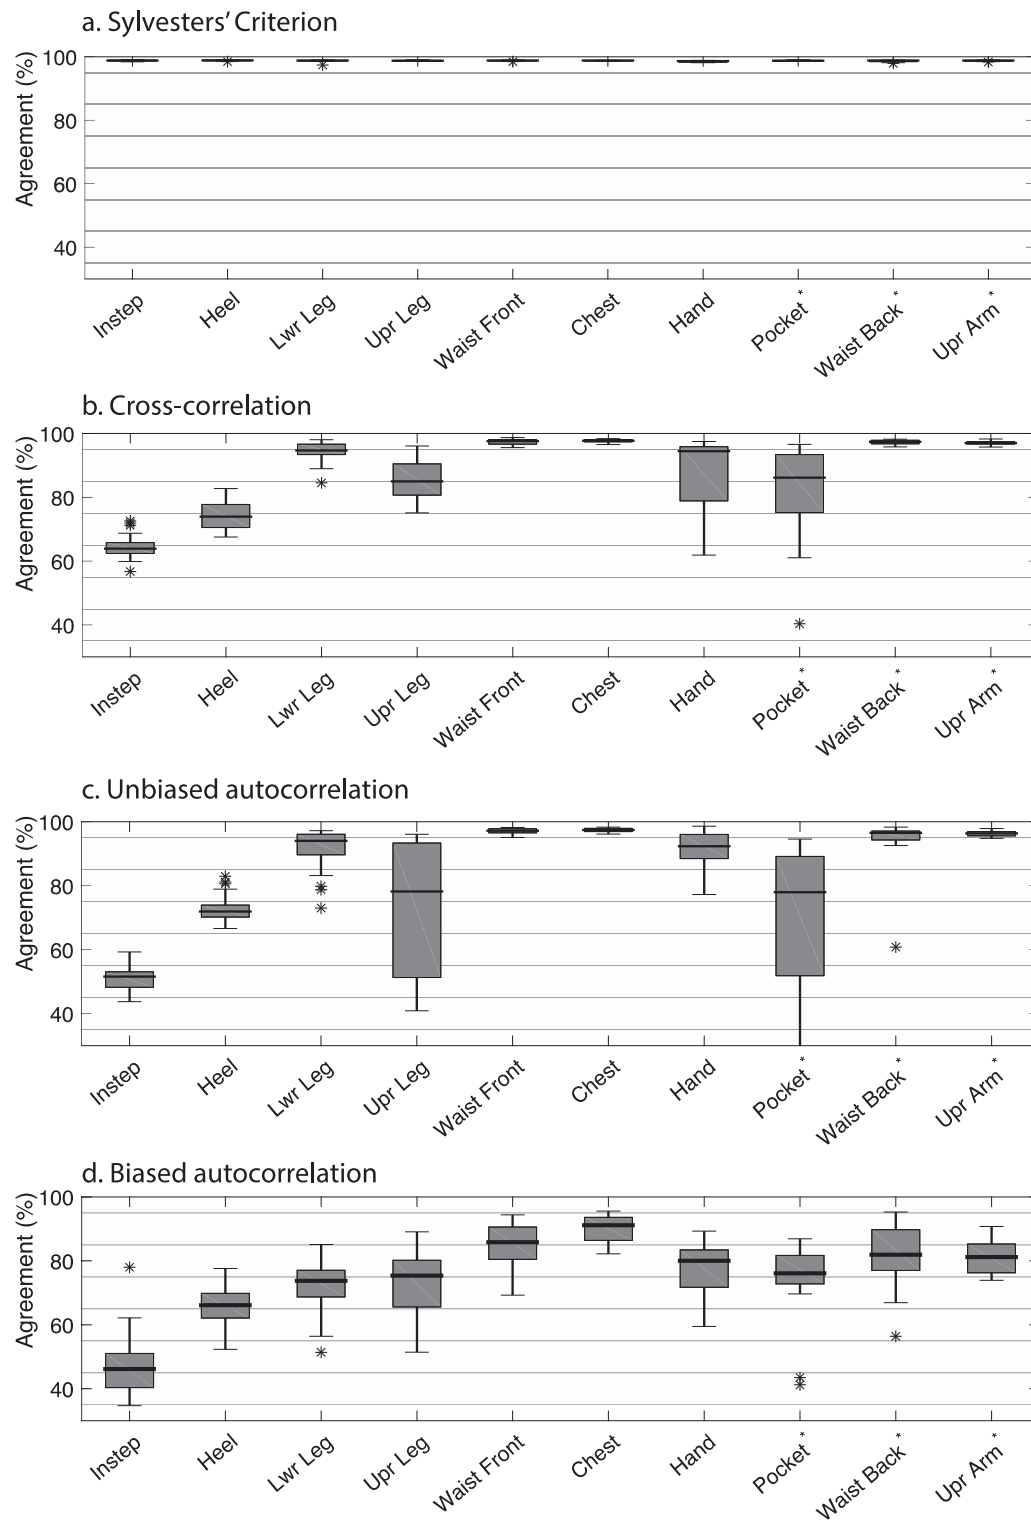 a. Sylvesters' Criterion
Agreement (%)
100
80
60
40
Instep
Heel
Lwr Leg
Upr Leg
Waist Front
Chest
Hand
Pocket *
Waist Back *
Upr Arm *
b. Cross-correlation
Agreement (%)
100
80
60
40
Instep
Heel
Lwr Leg
Upr Leg
Waist Front
Chest
Hand
Pocket *
Waist Back *
Upr Arm *
c. Unbiased autocorrelation
Agreement (%)
100
80
60
40
Instep
Heel
Lwr Leg
Upr Leg
Waist Front
Chest
Hand
Pocket *
Waist Back *
Upr Arm *
d. Biased autocorrelation
Agreement (%)
100
80
60
40
Instep
Heel
Lwr Leg
Upr Leg
Waist Front
Chest
Hand
Pocket *
Waist Back *
Upr Arm *